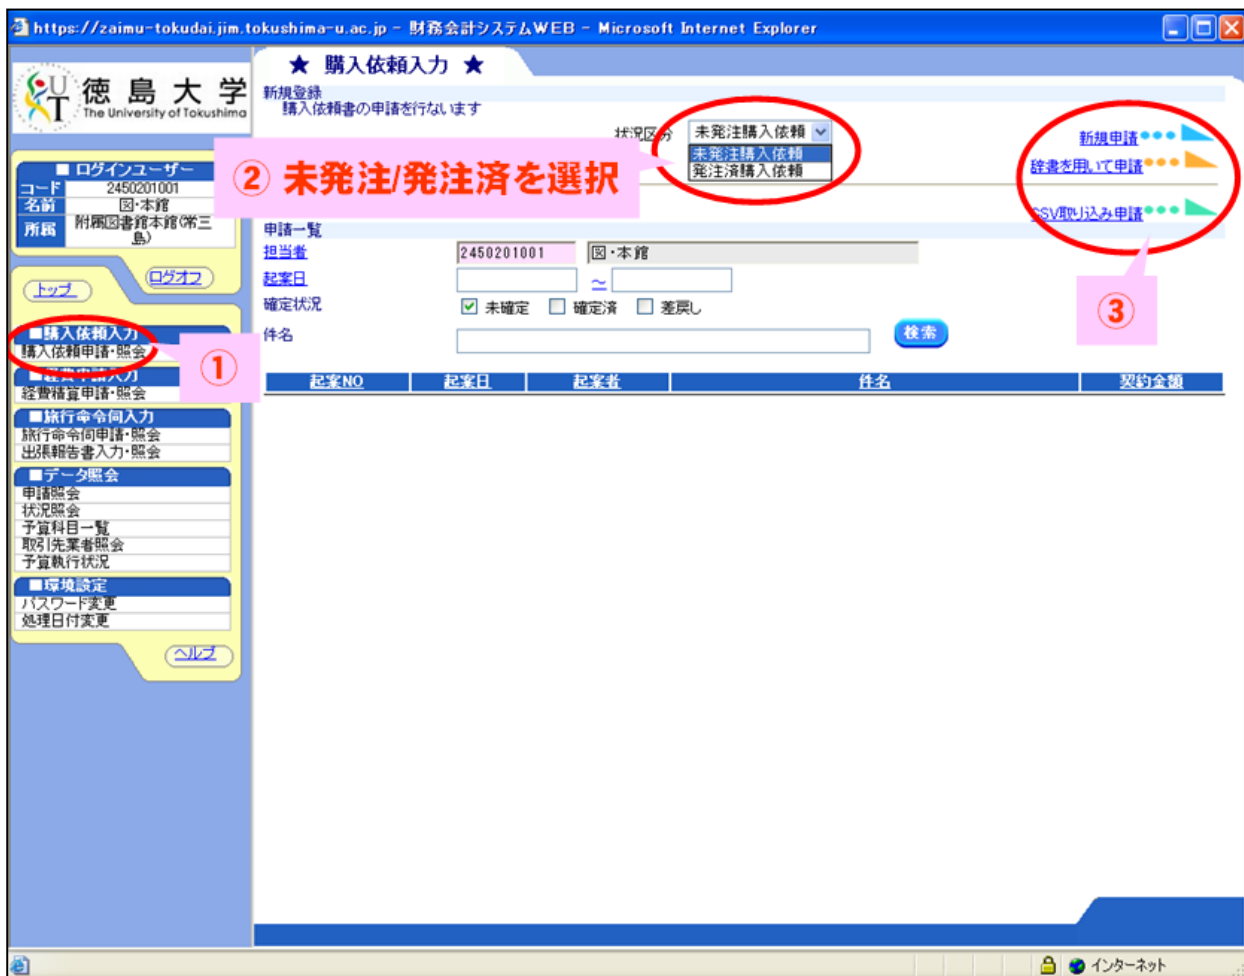 https://zaimu-tokudai.jim.tokushima-u.ac.jp - 財務会計システムWEB - Microsoft Internet Explorer
徳島大学
The University of Tokushima
■ ログインユーザー
コード 2450201001
名前 図・本館
所属 附属図書館本館(常三島)
トップ
ログオフ
■購入依頼入力
購入依頼申請・照会
①
■経費申請入力
経費精算申請・照会
■旅行命令伺入力
旅行命令伺申請・照会
出張報告書入力・照会
■データ照会
申請照会
状況照会
予算科目一覧
取引先業者照会
予算執行状況
■環境設定
パスワード変更
処理日付変更
ヘルプ
★ 購入依頼入力 ★
新規登録
購入依頼書の申請を行ないます
状況区分 未発注購入依頼
未発注購入依頼
発注済購入依頼
② 未発注/発注済を選択
新規申請
辞書を用いて申請
CSV取り込み申請
③
申請一覧
担当者 2450201001 図・本館
起案日 ～
確定状況 未確定 確定済 差戻し
件名 検索
起案NO 起案日 起案者 件名 契約金額
インターネット